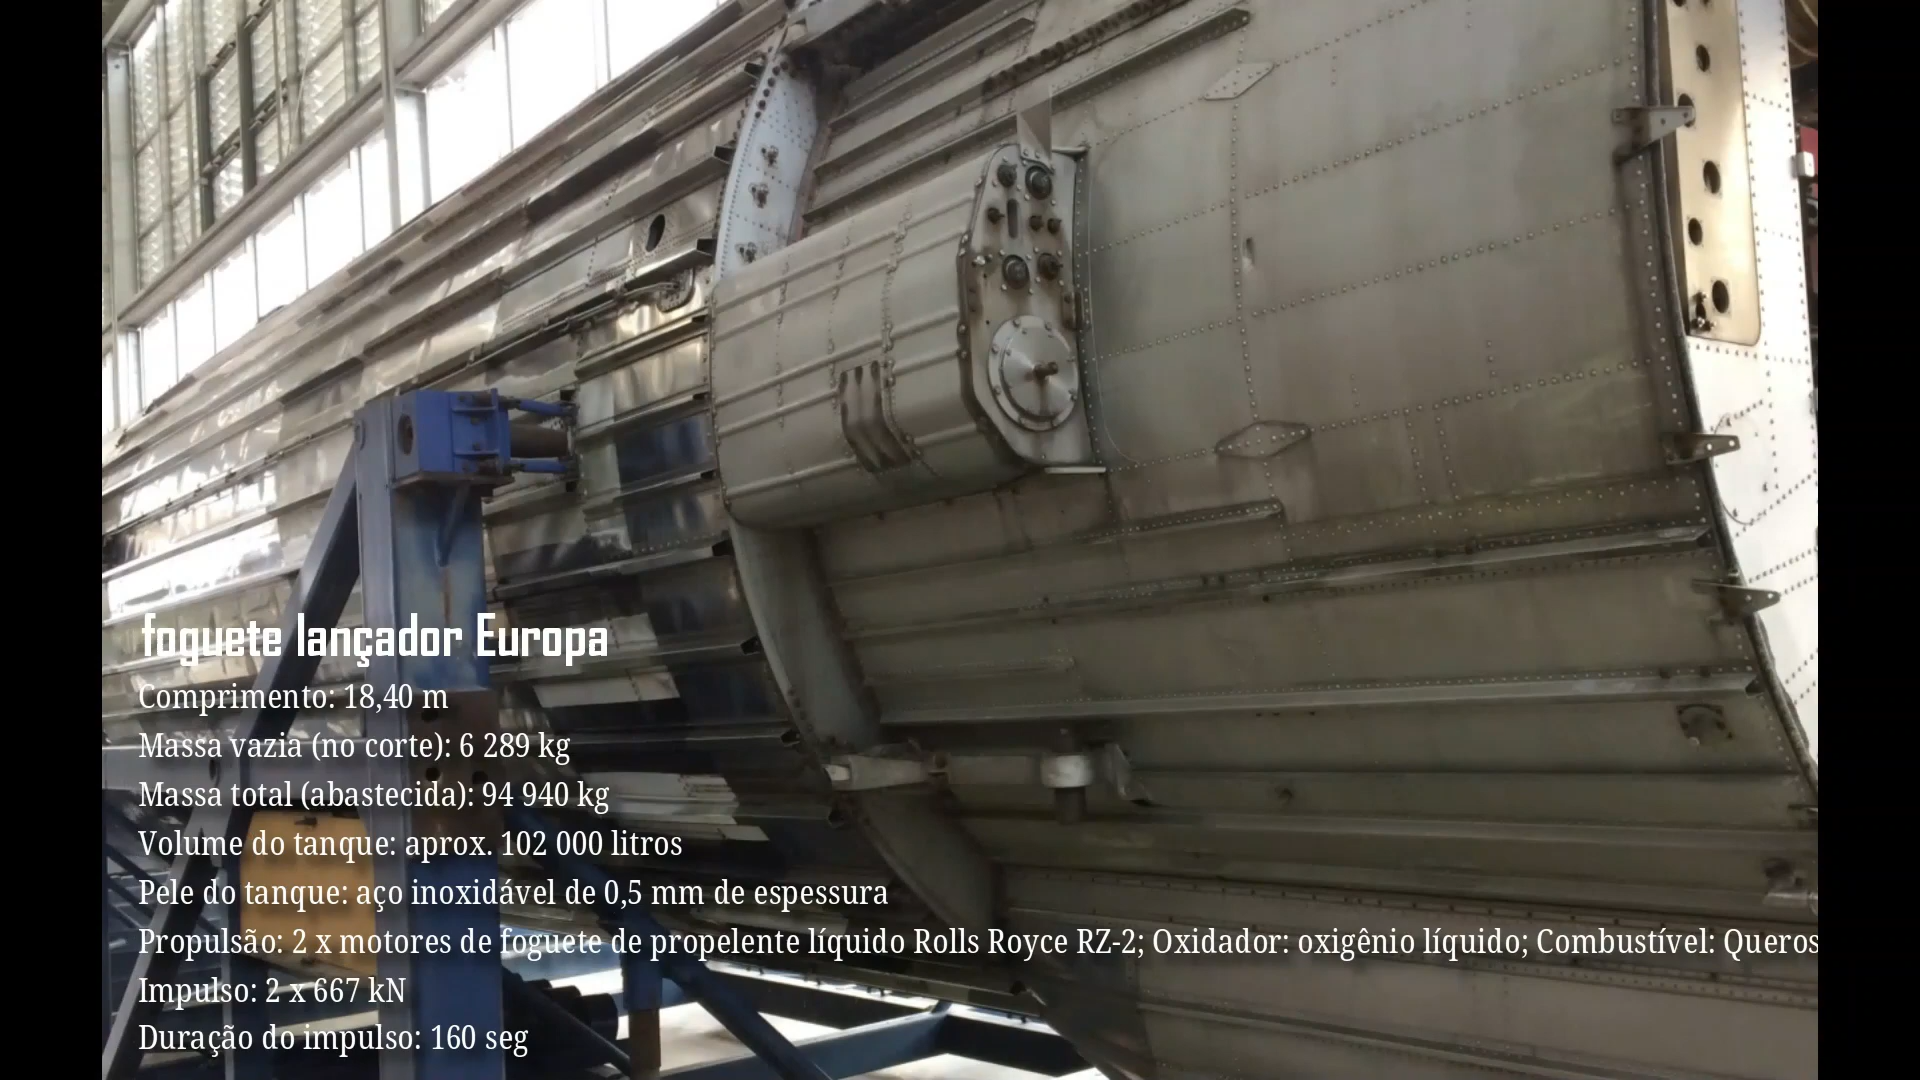 foguete lançador Europa
Comprimento: 18,40 m
Massa vazia (no corte): 6 289 kg
Massa total (abastecida): 94 940 kg
Volume do tanque: aprox. 102 000 litros
Pele do tanque: aço inoxidável de 0,5 mm de espessura
Propulsão: 2 x motores de foguete de propelente líquido Rolls Royce RZ-2; Oxidador: oxigênio líquido; Combustível: Queros
Impulso: 2 x 667 kN
Duração do impulso: 160 seg